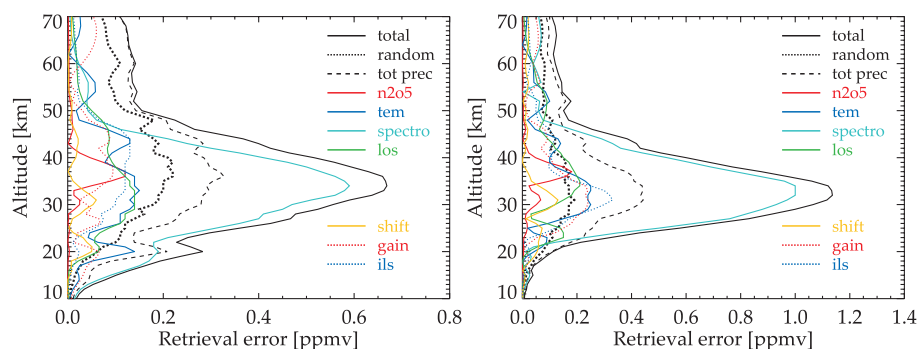 70
60
50
40
30
20
10
Altitude [km]
total
random
tot prec
n2o5
tem
spectro
los
shift
gain
ils
0.0 0.2 0.4 0.6 0.8
Retrieval error [ppmv]
70
60
50
40
30
20
10
Altitude [km]
total
random
tot prec
n2o5
tem
spectro
los
shift
gain
ils
0.0 0.2 0.4 0.6 0.8 1.0 1.2 1.4
Retrieval error [ppmv]